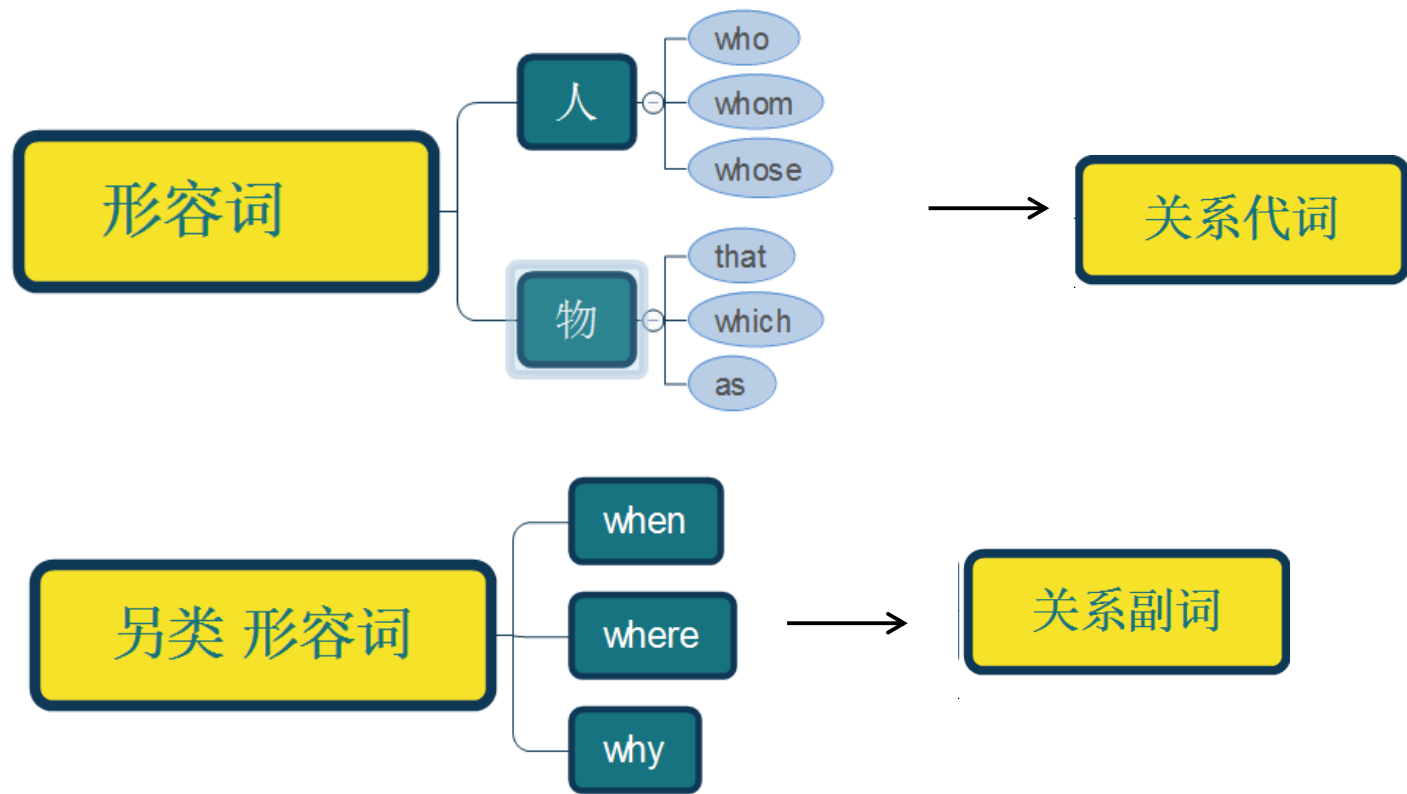 形容词
人
who
whom
whose
物
that
which
as
关系代词
另类 形容词
when
where
why
关系副词